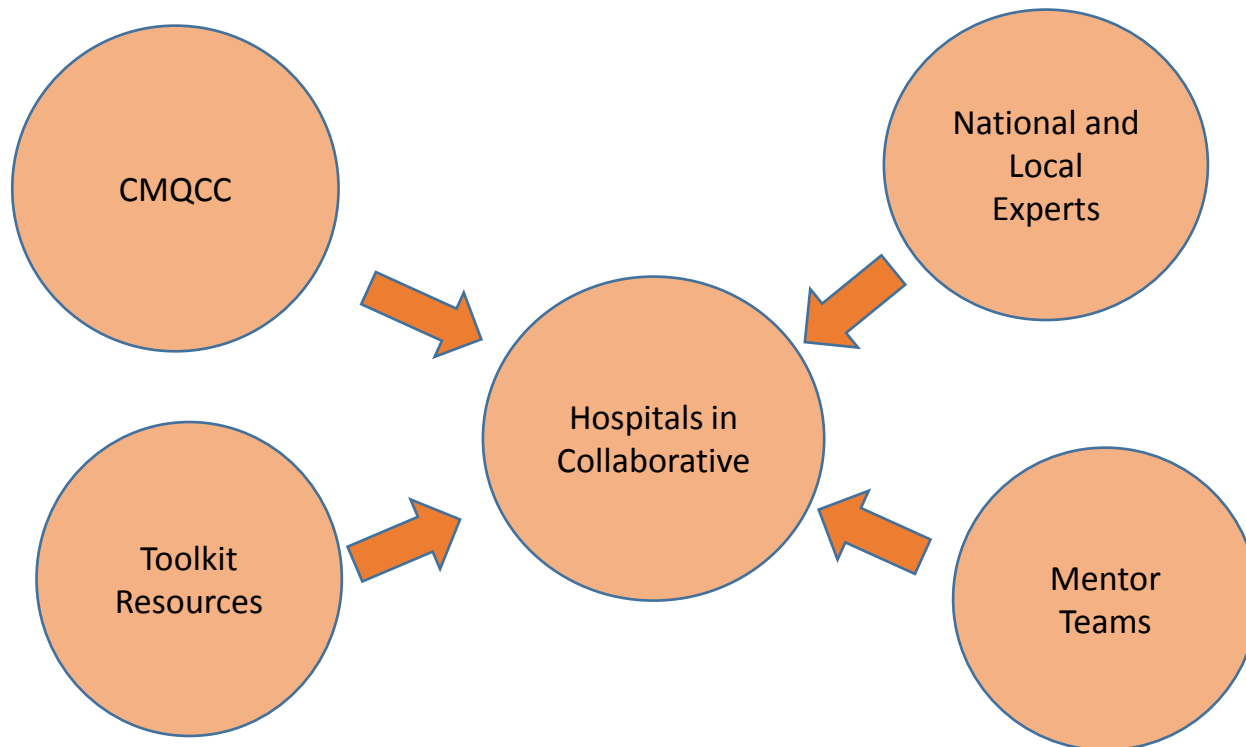 CMQCC
National and
Local
Experts
Hospitals in
Collaborative
Toolkit
Resources
Mentor
Teams